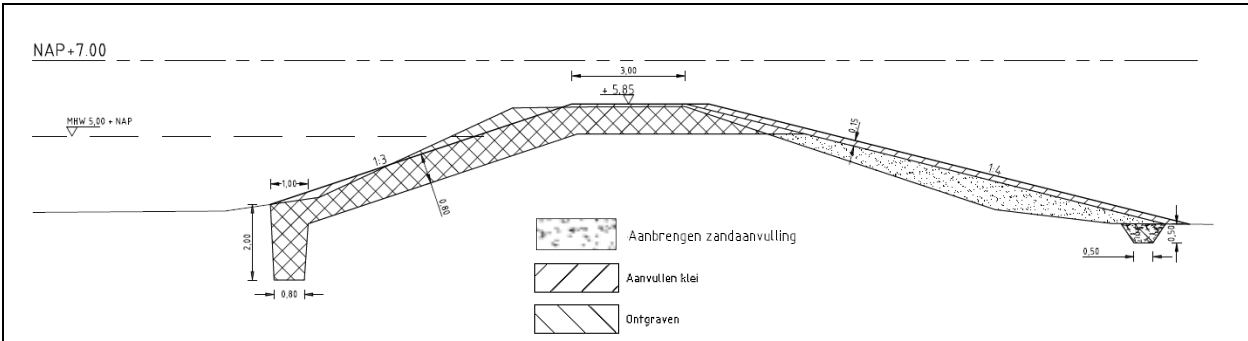 NAP+7.00
3,00
+ 5.85
MHW 5,00 + NAP
0,15
1:3
1:4
1,00
0,80
2,00
0,50
0,50
0,80
Aanbrengen zandaanvulling
Aanvullen klei
Ontgraven